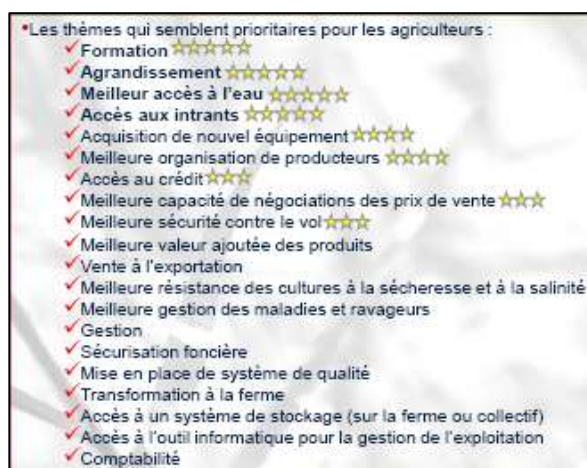 •Les thèmes qui semblent prioritaires pour les agriculteurs :
✓Formation ☆☆☆☆☆
✓Agrandissement ☆☆☆☆☆
✓Meilleur accès à l'eau ☆☆☆☆☆
✓Accès aux intrants ☆☆☆☆☆
✓Acquisition de nouvel équipement ☆☆☆☆
✓Meilleure organisation de producteurs ☆☆☆☆
✓Accès au crédit ☆☆☆
✓Meilleure capacité de négociations des prix de vente ☆☆☆
✓Meilleure sécurité contre le vol ☆☆☆
✓Meilleure valeur ajoutée des produits
✓Vente à l'exportation
✓Meilleure résistance des cultures à la sécheresse et à la salinité
✓Meilleure gestion des maladies et ravageurs
✓Gestion
✓Sécurisation foncière
✓Mise en place de système de qualité
✓Transformation à la ferme
✓Accès à un système de stockage (sur la ferme ou collectif)
✓Accès à l'outil informatique pour la gestion de l'exploitation
✓Comptabilité